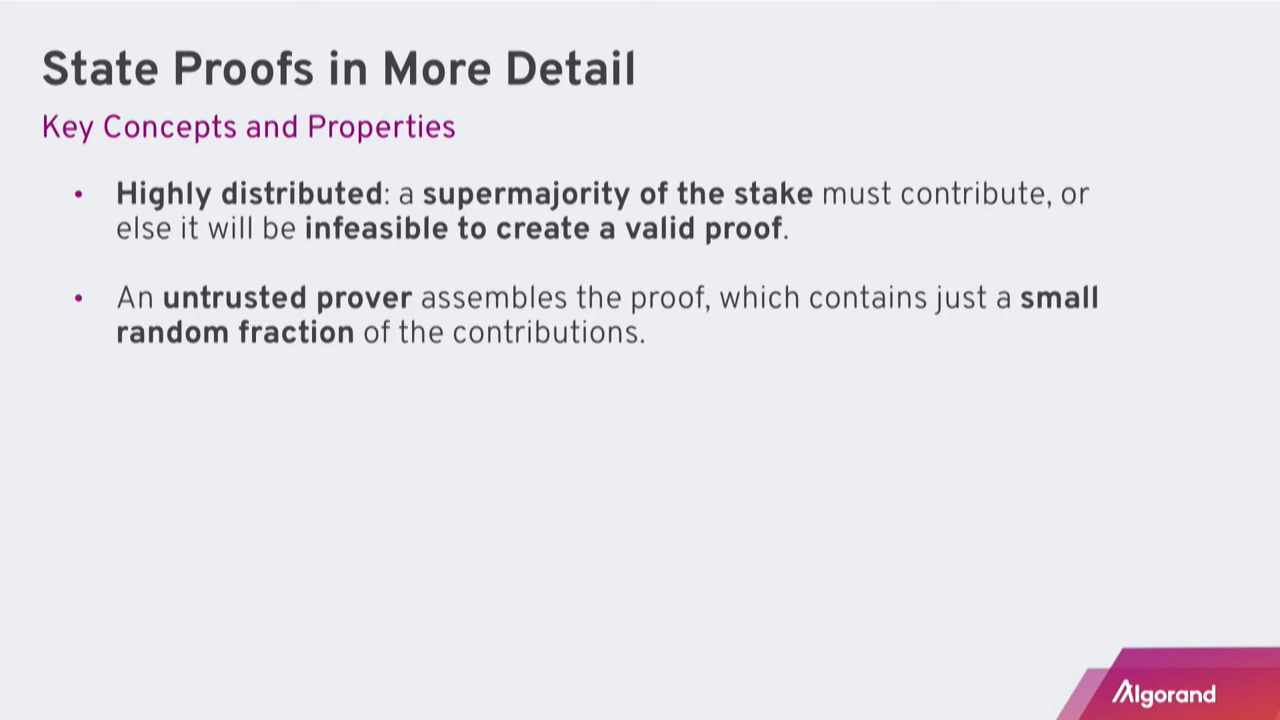 State Proofs in More Detail
Key Concepts and Properties
• Highly distributed: a supermajority of the stake must contribute, or
else it will be infeasible to create a valid proof.
• An untrusted prover assembles the proof, which contains just a small
random fraction of the contributions.
Algorand